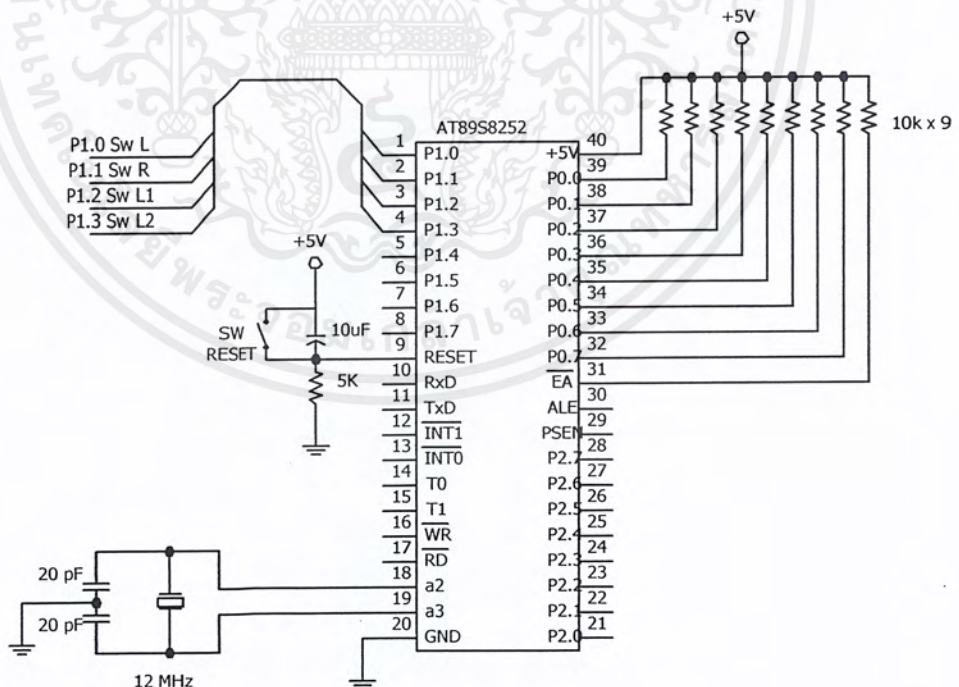 +5V
AT89S8252
10k x 9
P1.0 Sw L
P1.1 Sw R
P1.2 Sw L1
P1.3 Sw L2
+5V
SW
RESET
10uF
5K
20 pF
20 pF
12 MHz
1 P1.0
2 P1.1
3 P1.2
4 P1.3
5 P1.4
6 P1.5
7 P1.6
8 P1.7
9 RESET
10 RxD
11 TxD
12 INT1
13 INT0
14 T0
15 T1
16 WR
17 RD
18 a2
19 a3
20 GND
40 +5V
39 P0.0
38 P0.1
37 P0.2
36 P0.3
35 P0.4
34 P0.5
33 P0.6
32 P0.7
31 EA
30 ALE
29 PSEN
28 P2.7
27 P2.6
26 P2.5
25 P2.4
24 P2.3
23 P2.2
22 P2.1
21 P2.0